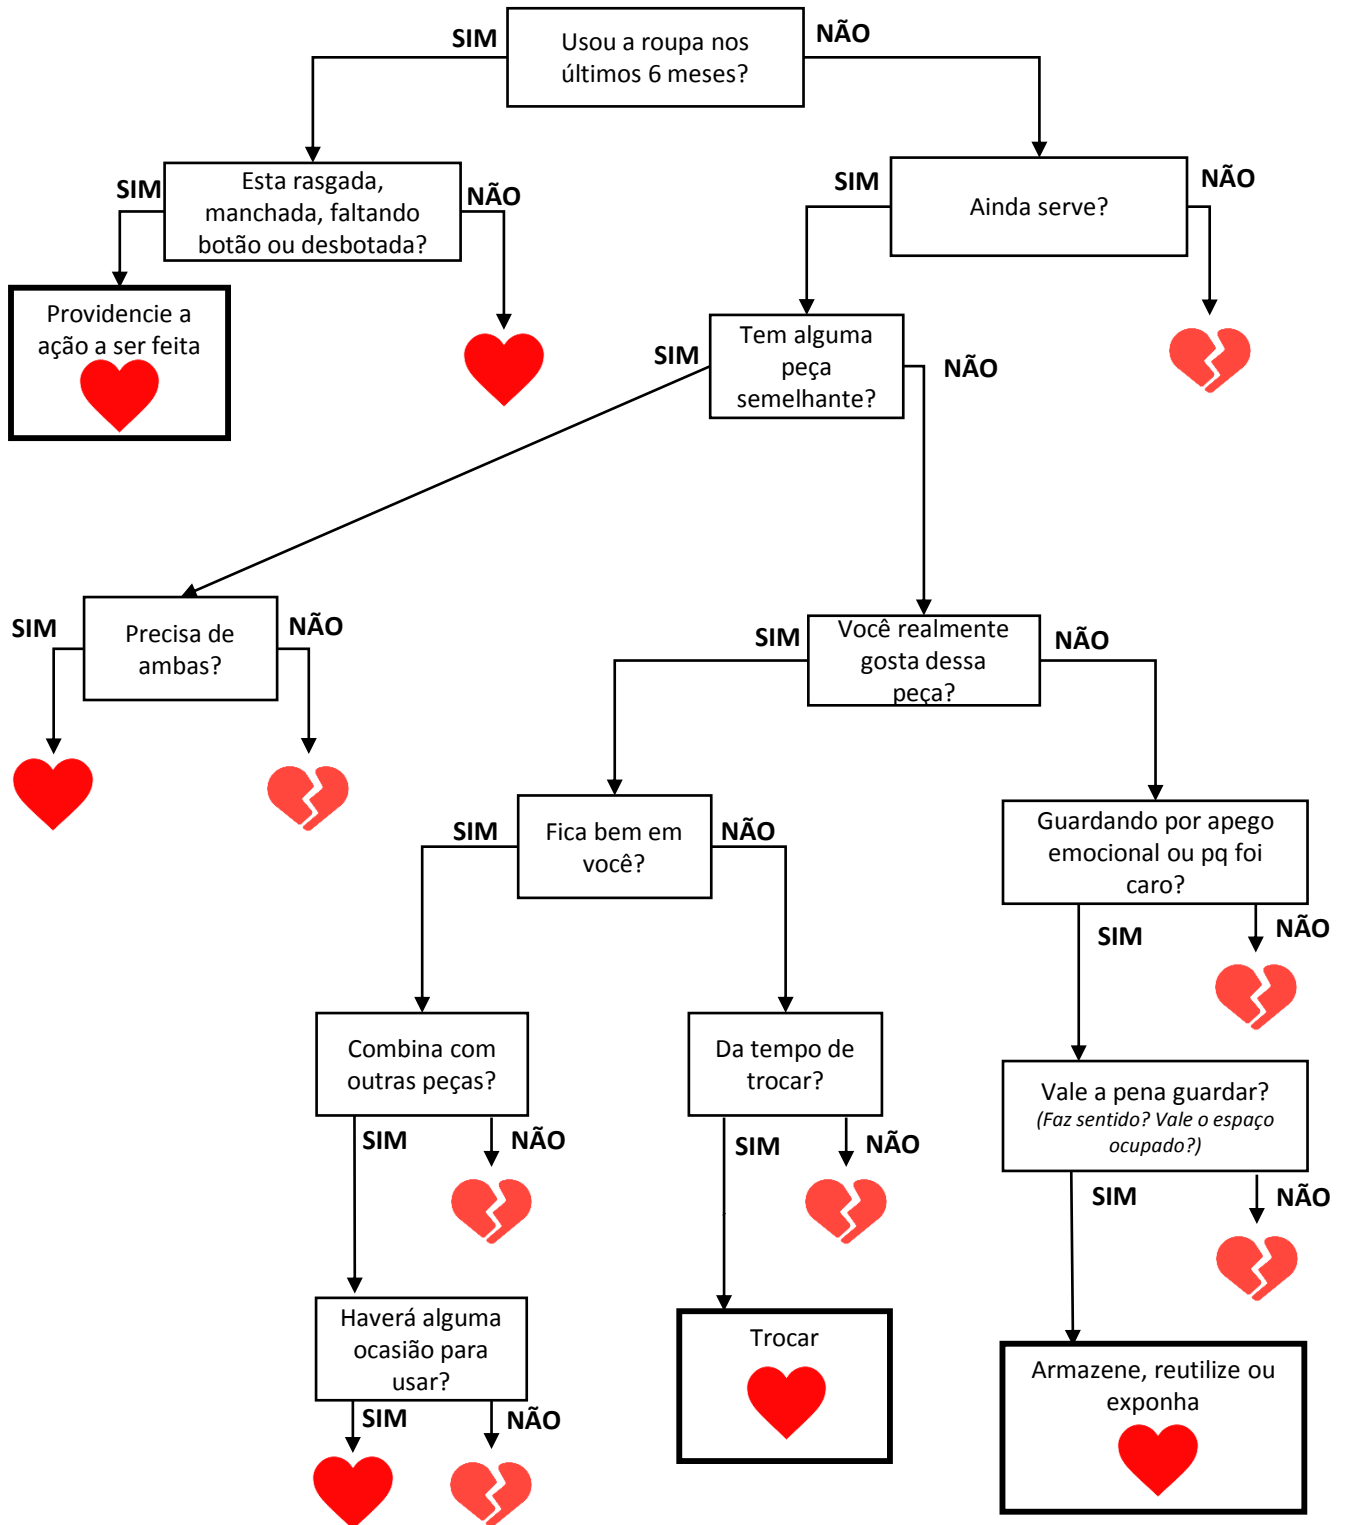 SIM
Usou a roupa nos
últimos 6 meses?
NÃO
SIM
Esta rasgada,
manchada, faltando
botão ou desbotada?
NÃO
SIM
Ainda serve?
NÃO
Providencie a
ação a ser feita
SIM
Tem alguma
peça
semelhante?
NÃO
SIM
Precisa de
ambas?
NÃO
SIM
Você realmente
gosta dessa
peça?
NÃO
SIM
Fica bem em
você?
NÃO
Guardando por apego
emocional ou pq foi
caro?
SIM
NÃO
Combina com
outras peças?
Da tempo de
trocar?
Vale a pena guardar?
(Faz sentido? Vale o espaço
ocupado?)
SIM
NÃO
SIM
NÃO
SIM
NÃO
Haverá alguma
ocasião para
usar?
Trocar
Armazene, reutilize ou
exponha
SIM
NÃO